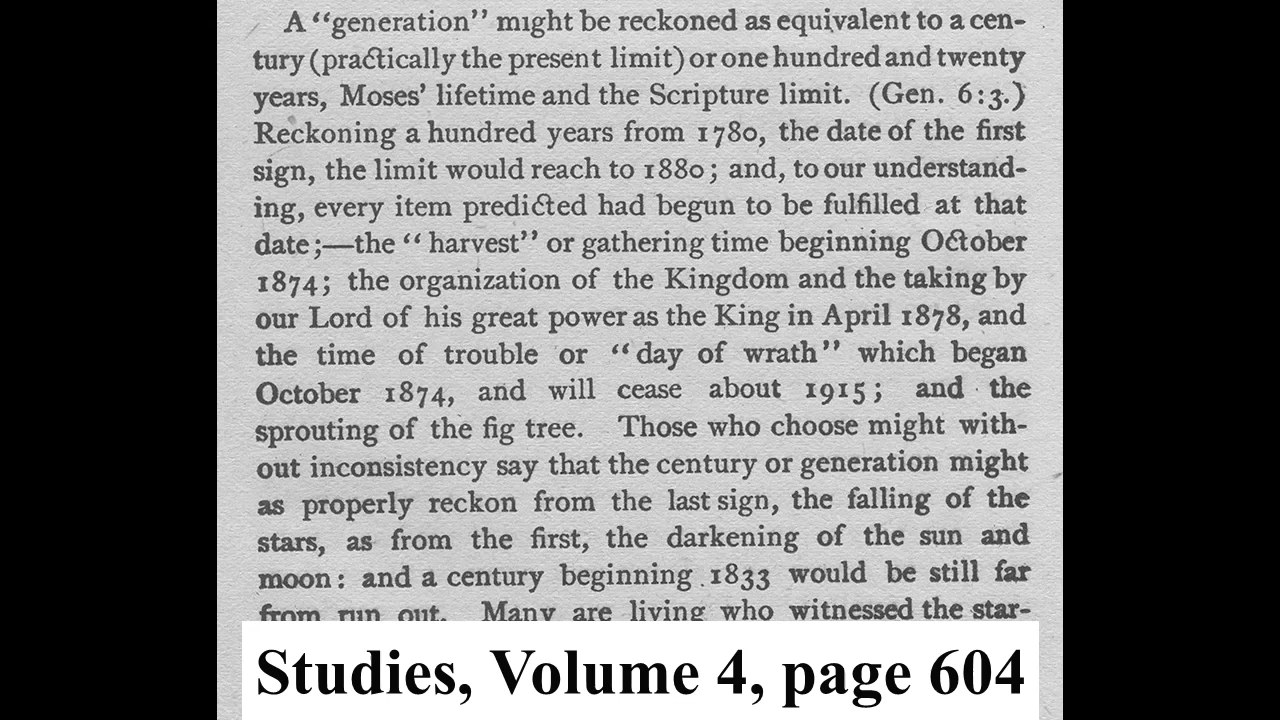 A “generation” might be reckoned as equivalent to a cen-
tury (practically the present limit) or one hundred and twenty
years, Moses’ lifetime and the Scripture limit. (Gen. 6:3.)
Reckoning a hundred years from 1780, the date of the first
sign, the limit would reach to 1880; and, to our understand-
ing, every item predicted had begun to be fulfilled at that
date;—the “harvest” or gathering time beginning October
1874; the organization of the Kingdom and the taking by
our Lord of his great power as the King in April 1878, and
the time of trouble or “day of wrath” which began
October 1874, and will cease about 1915; and the
sprouting of the fig tree. Those who choose might with-
out inconsistency say that the century or generation might
as properly reckon from the last sign, the falling of the
stars, as from the first, the darkening of the sun and
moon: and a century beginning 1833 would be still far
from run out. Many are living who witnessed the star-
Studies, Volume 4, page 604